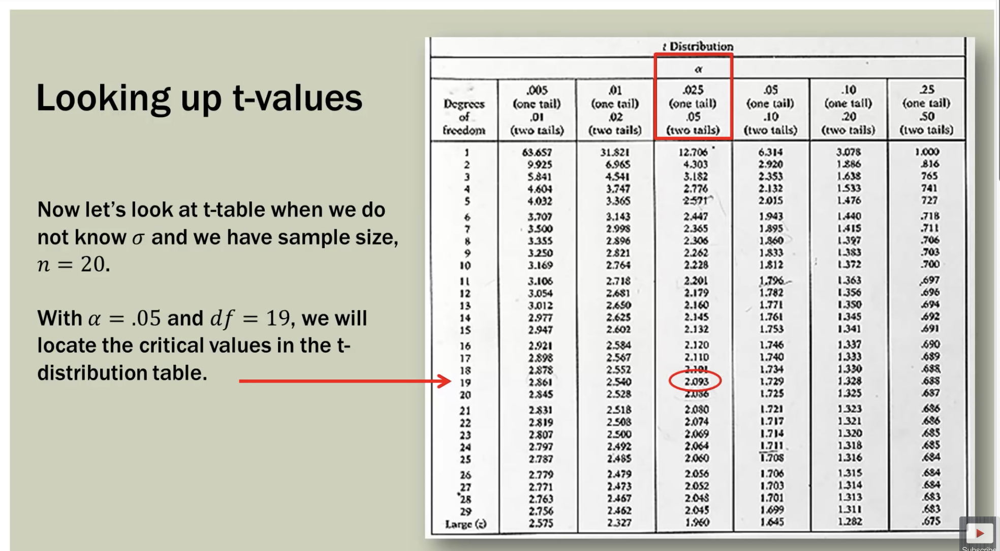 Looking up t-values
Now let's look at t-table when we do
not know σ and we have sample size,
n = 20.
With α = .05 and df = 19, we will
locate the critical values in the t-
distribution table.
t Distribution
α
Degrees of freedom .005 (one tail) .01 (two tails) .01 (one tail) .02 (two tails) .025 (one tail) .05 (two tails) .05 (one tail) .10 (two tails) .10 (one tail) .20 (two tails) .25 (one tail) .50 (two tails)
1 63.657 31.821 12.706 6.314 3.078 1.000
2 9.925 6.965 4.303 2.920 1.886 .816
3 5.841 4.541 3.182 2.353 1.638 765
4 4.604 3.747 2.776 2.132 1.533 741
5 4.032 3.365 2.571 2.015 1.476 727
6 3.707 3.143 2.447 1.943 1.440 .718
7 3.500 2.998 2.365 1.895 1.415 .711
8 3.355 2.896 2.306 1.860 1.397 .706
9 3.250 2.821 2.262 1.833 1.383 .703
10 3.169 2.764 2.228 1.812 1.372 .700
11 3.106 2.718 2.201 1.796 1.363 .697
12 3.054 2.681 2.179 1.782 1.356 .696
13 3.012 2.650 2.160 1.771 1.350 .694
14 2.977 2.625 2.145 1.761 1.345 .692
15 2.947 2.602 2.132 1.753 1.341 .691
16 2.921 2.584 2.120 1.746 1.337 .690
17 2.898 2.567 2.110 1.740 1.333 .689
18 2.878 2.552 2.101 1.734 1.330 .688
19 2.861 2.540 2.093 1.729 1.328 .688
20 2.845 2.528 2.086 1.725 1.325 .687
21 2.831 2.518 2.080 1.721 1.323 .686
22 2.819 2.508 2.074 1.717 1.321 .686
23 2.807 2.500 2.069 1.714 1.320 .685
24 2.797 2.492 2.064 1.711 1.318 .685
25 2.787 2.485 2.060 1.708 1.316 .684
26 2.779 2.479 2.056 1.706 1.315 .684
27 2.771 2.473 2.052 1.703 1.314 .684
28 2.763 2.467 2.048 1.701 1.313 .683
29 2.756 2.462 2.045 1.699 1.311 .683
Large (z) 2.575 2.327 1.960 1.645 1.282 .675
Subscribe